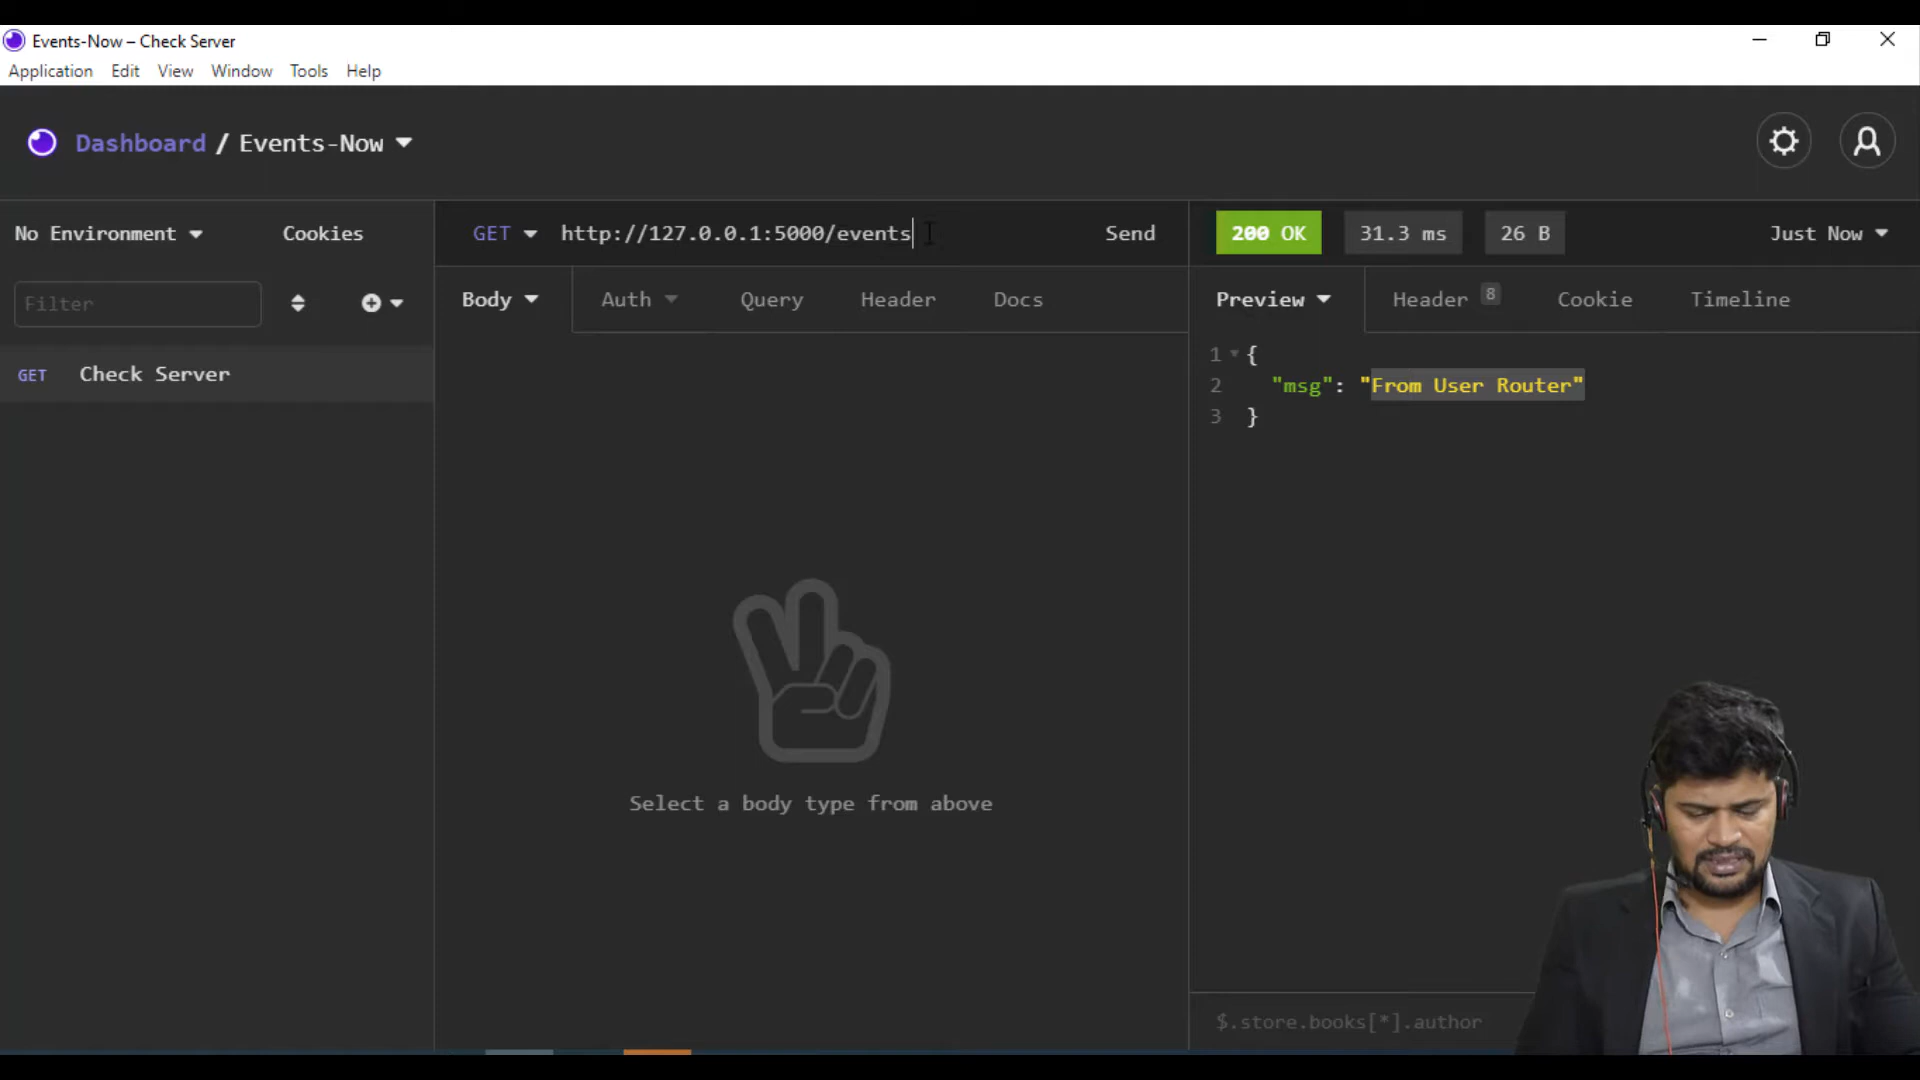 Events-Now – Check Server
Application Edit View Window Tools Help
Dashboard / Events-Now
No Environment Cookies
GET http://127.0.0.1:5000/events Send
200 OK 31.3 ms 26 B Just Now
Filter
Body Auth Query Header Docs
Preview Header 8 Cookie Timeline
GET Check Server
1 {
2 "msg": "From User Router"
3 }
Select a body type from above
$.store.books[*].author